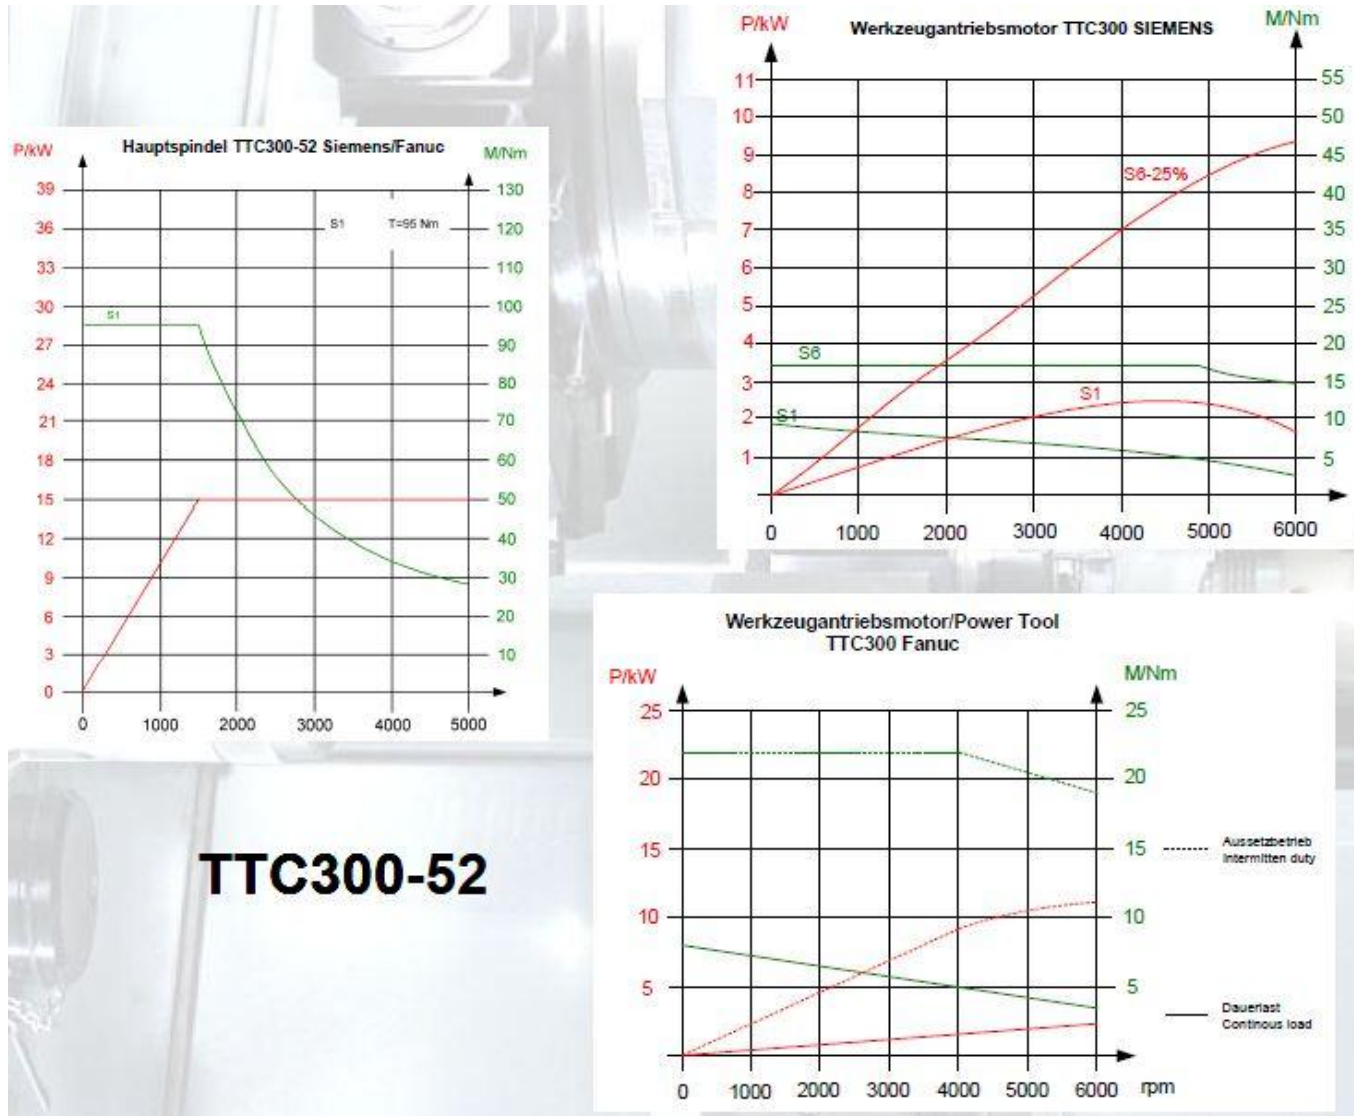 P/kW
Hauptspindel TTC300-52 Siemens/Fanuc
M/Nm
39
36
33
30
27
24
21
18
15
12
9
6
3
0
S1 T=95 Nm
S1
130
120
110
100
90
80
70
60
50
40
30
20
10
0 1000 2000 3000 4000 5000
P/kW
Werkzeugantriebsmotor TTC300 SIEMENS
M/Nm
11
10
9
8
7
6
5
4
3
2
1
S6-25%
S6
S1
S1
55
50
45
40
35
30
25
20
15
10
5
0 1000 2000 3000 4000 5000 6000
Werkzeugantriebsmotor/Power Tool
TTC300 Fanuc
P/kW
M/Nm
25
20
15
10
5
25
20
15
10
5
Aussetzbetrieb
Intermitten duty
Dauerlast
Continous load
0 1000 2000 3000 4000 5000 6000 rpm
TTC300-52